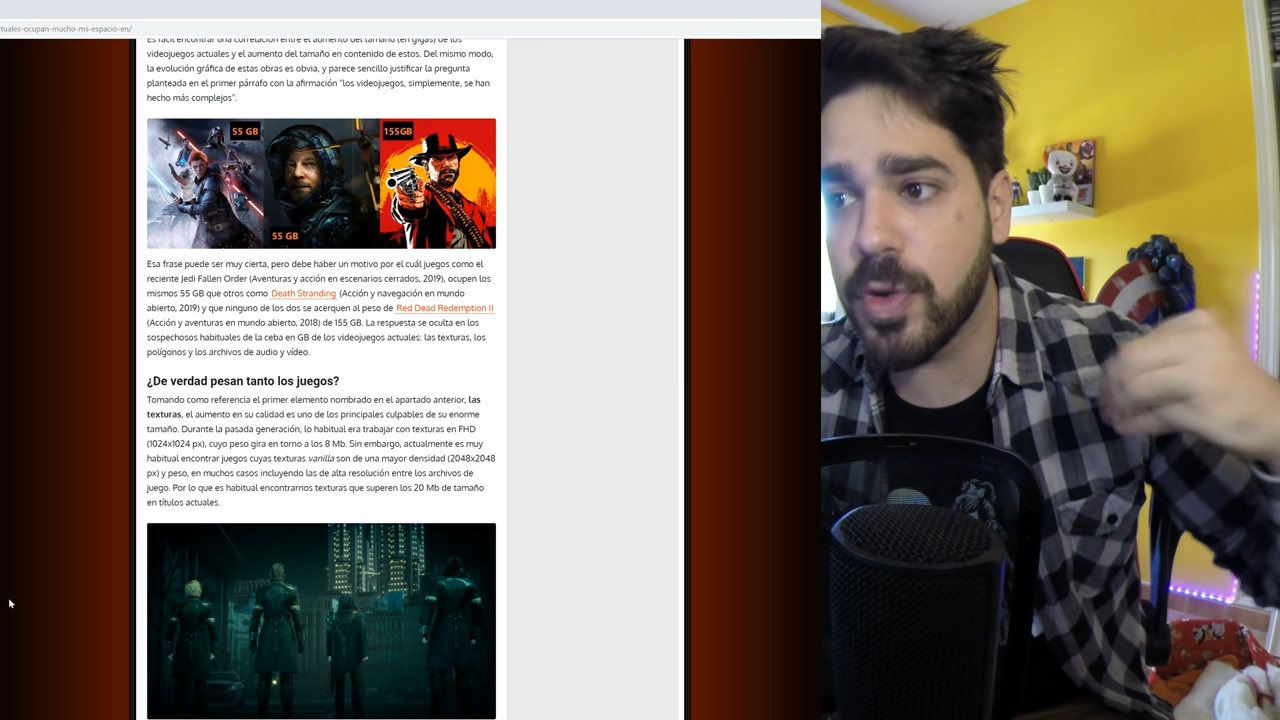 tuales-ocupan-mucho-ms-espacio-en/
Es fácil encontrar una correlación entre el aumento del tamaño (en gigas) de los
videojuegos actuales y el aumento del tamaño en contenido de estos. Del mismo modo,
la evolución gráfica de estas obras es obvia, y parece sencillo justificar la pregunta
planteada en el primer párrafo con la afirmación "los videojuegos, simplemente, se han
hecho más complejos".
55 GB
155GB
55 GB
Esa frase puede ser muy cierta, pero debe haber un motivo por el cuál juegos como el
reciente Jedi Fallen Order (Aventuras y acción en escenarios cerrados, 2019), ocupen los
mismos 55 GB que otros como Death Stranding (Acción y navegación en mundo
abierto, 2019) y que ninguno de los dos se acerquen al peso de Red Dead Redemption II
(Acción y aventuras en mundo abierto, 2018) de 155 GB. La respuesta se oculta en los
sospechosos habituales de la ceba en GB de los videojuegos actuales: las texturas, los
polígonos y los archivos de audio y vídeo.
¿De verdad pesan tanto los juegos?
Tomando como referencia el primer elemento nombrado en el apartado anterior, las
texturas, el aumento en su calidad es uno de los principales culpables de su enorme
tamaño. Durante la pasada generación, lo habitual era trabajar con texturas en FHD
(1024x1024 px), cuyo peso gira en torno a los 8 Mb. Sin embargo, actualmente es muy
habitual encontrar juegos cuyas texturas vanilla son de una mayor densidad (2048x2048
px) y peso, en muchos casos incluyendo las de alta resolución entre los archivos de
juego. Por lo que es habitual encontrarnos texturas que superen los 20 Mb de tamaño
en títulos actuales.